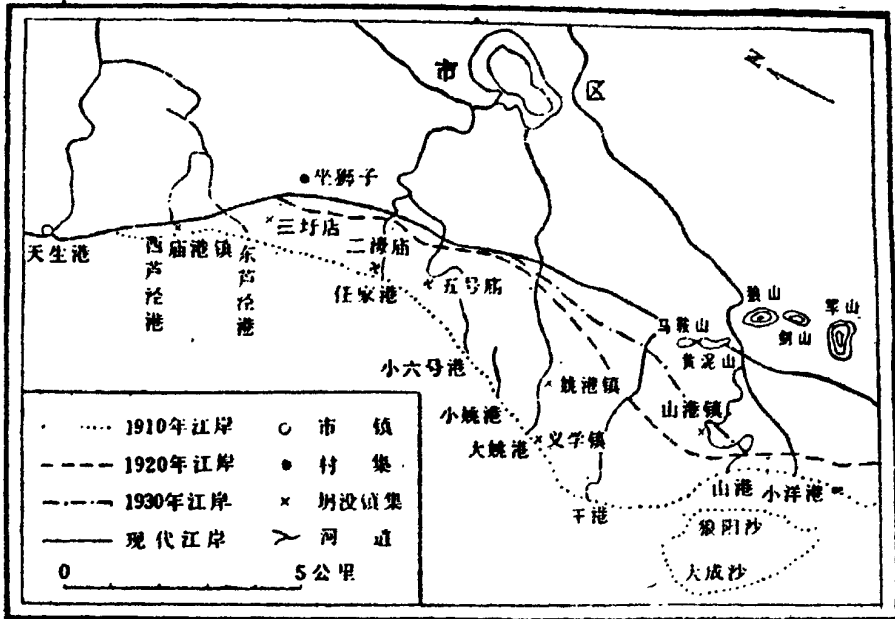 市
区
N
坐狮子
天生港
西芦泾港
庙港镇
东芦泾港
三圩店
二濠庙
任家港
五号庙
小六号港
小姚港
大姚港
姚港镇
义学镇
干港
马鞍山
黄泥山
狼山
剑山
军山
山港镇
山港
小洋港
狼阴沙
大成沙
1910年江岸
市 镇
1920年江岸
村 集
1930年江岸
坍没镇集
现代江岸
河 道
0
5公里